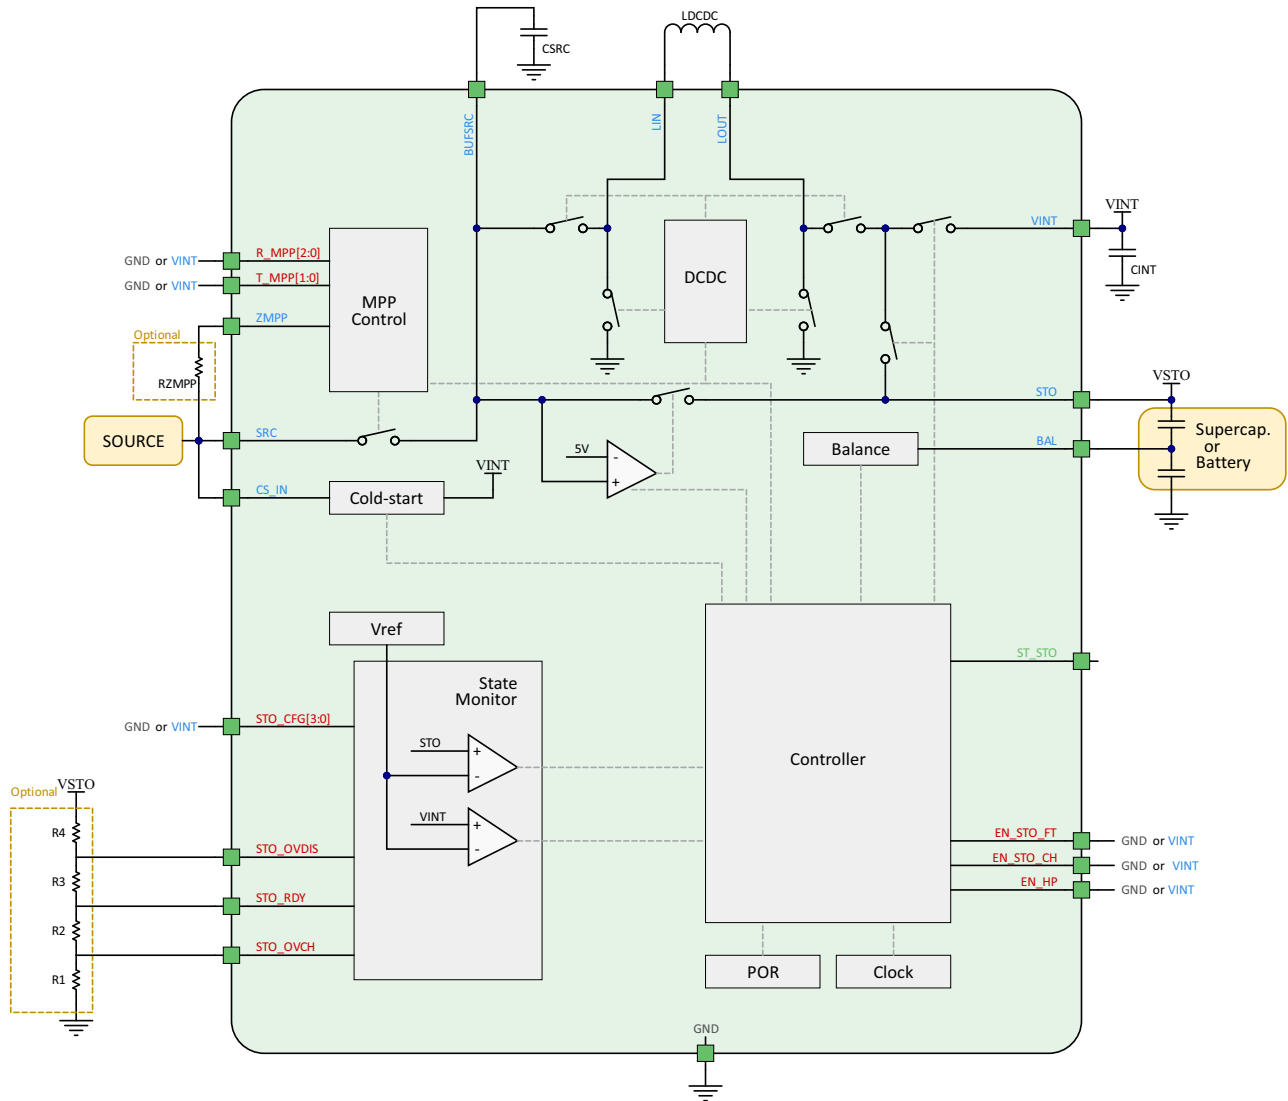 CSRC
LDCDC
BUFSRC
LIN
LOUT
VINT
VINT
CINT
GND or VINT
R_MPP[2:0]
GND or VINT
T_MPP[1:0]
ZMPP
MPP
Control
DCDC
Optional
RZMPP
SOURCE
SRC
CS_IN
Cold-start
VINT
5V
-
+
STO
VSTO
Balance
BAL
Supercap.
or
Battery
Vref
State
Monitor
GND or VINT
STO_CFG[3:0]
STO
+
-
VINT
+
-
Controller
ST_STO
Optional
VSTO
R4
R3
R2
R1
STO_OVDIS
STO_RDY
STO_OVCH
EN_STO_FT
GND or VINT
EN_STO_CH
GND or VINT
EN_HP
GND or VINT
POR
Clock
GND